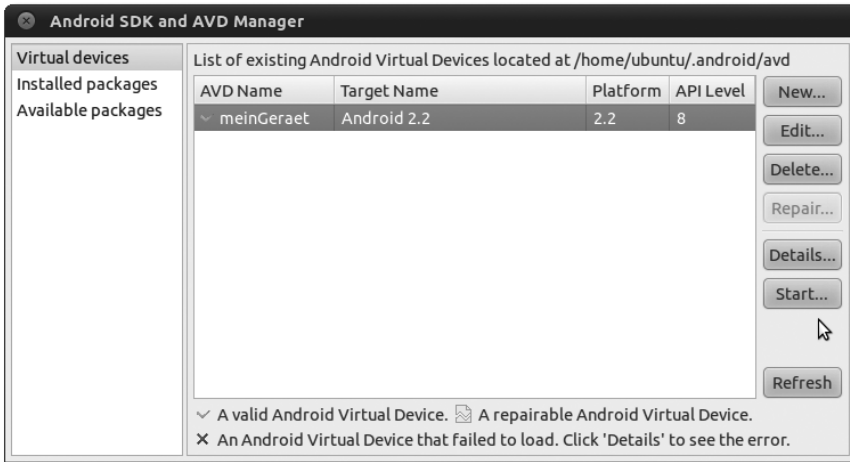 Android SDK and AVD Manager
Virtual devices
Installed packages
Available packages
List of existing Android Virtual Devices located at /home/ubuntu/.android/avd
AVD Name Target Name Platform API Level
meinGeraet Android 2.2 2.2 8
New...
Edit...
Delete...
Repair...
Details...
Start...
Refresh
A valid Android Virtual Device. A repairable Android Virtual Device.
An Android Virtual Device that failed to load. Click 'Details' to see the error.